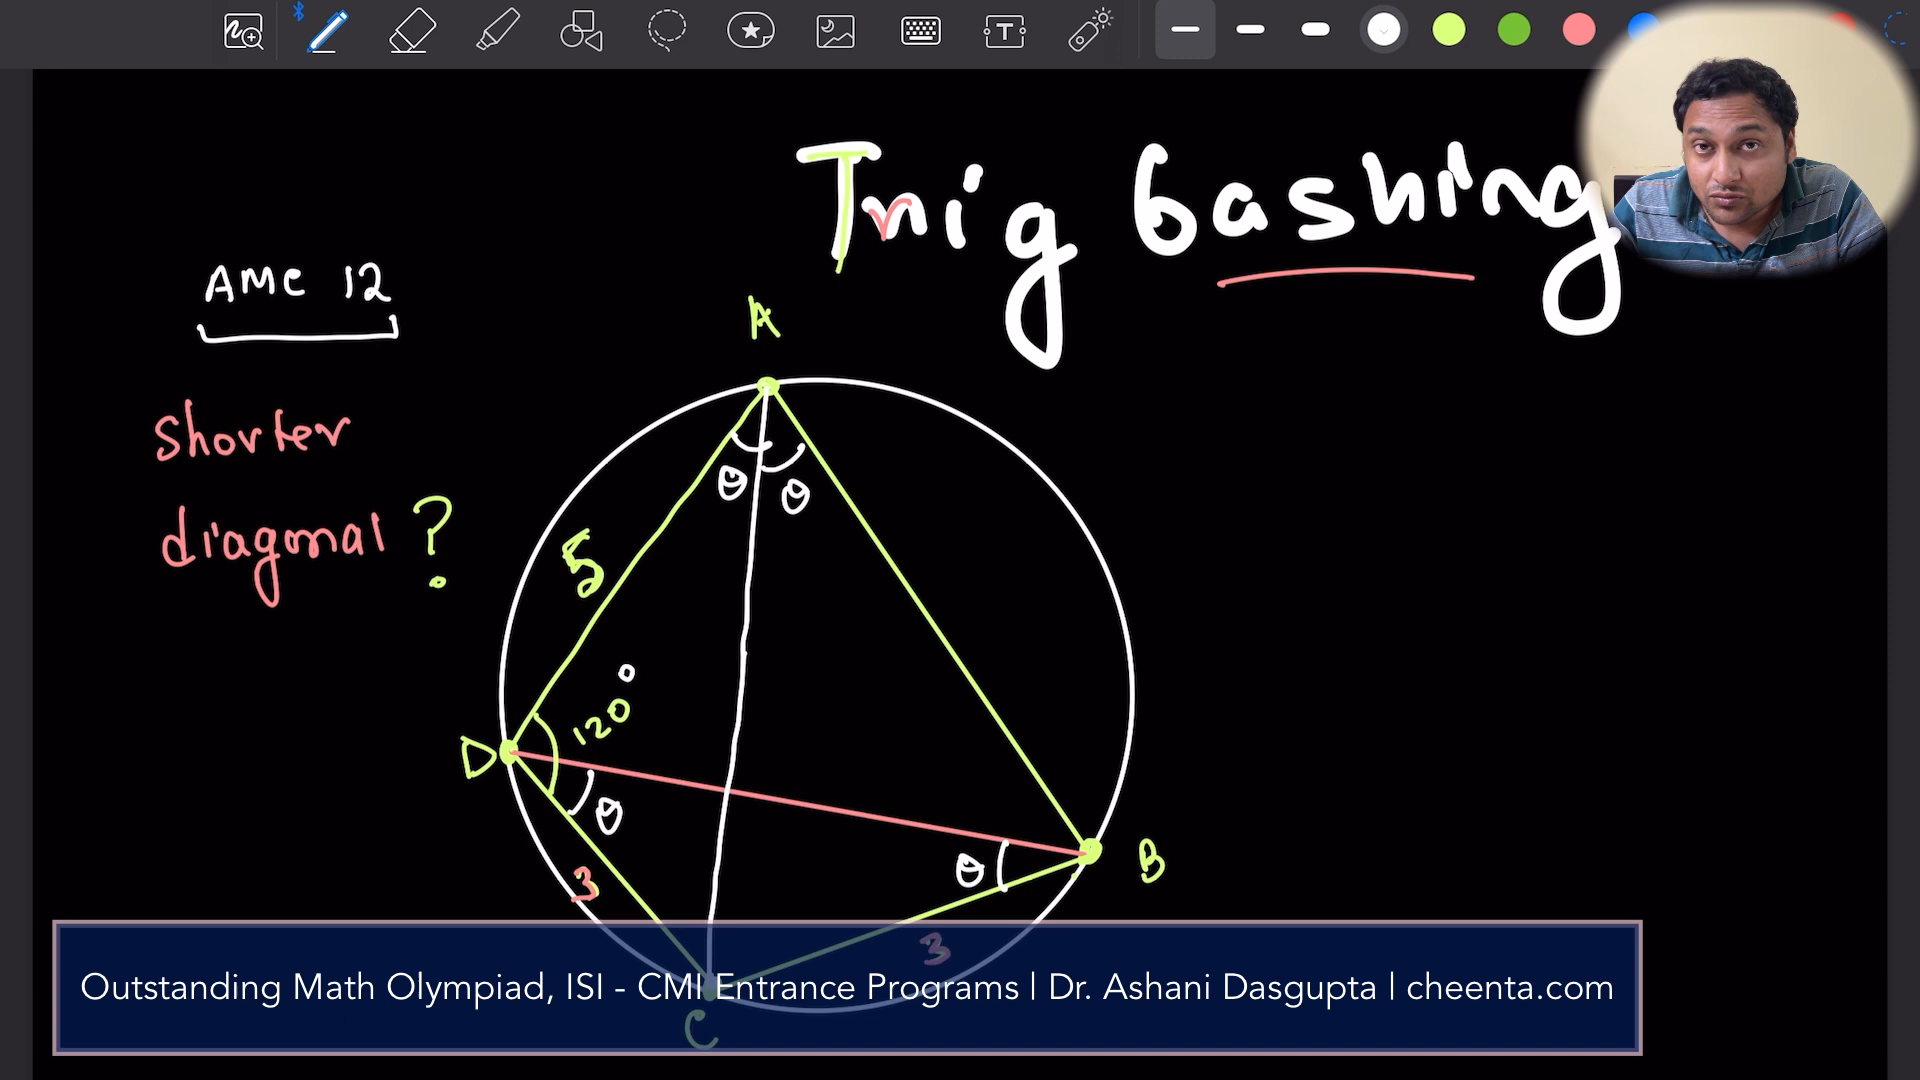 Trig bashing
AMC 12
Shorter
diagonal ?
A
θ θ
5
120°
D
θ
θ
B
3
3
C
Outstanding Math Olympiad, ISI - CMI Entrance Programs | Dr. Ashani Dasgupta | cheenta.com